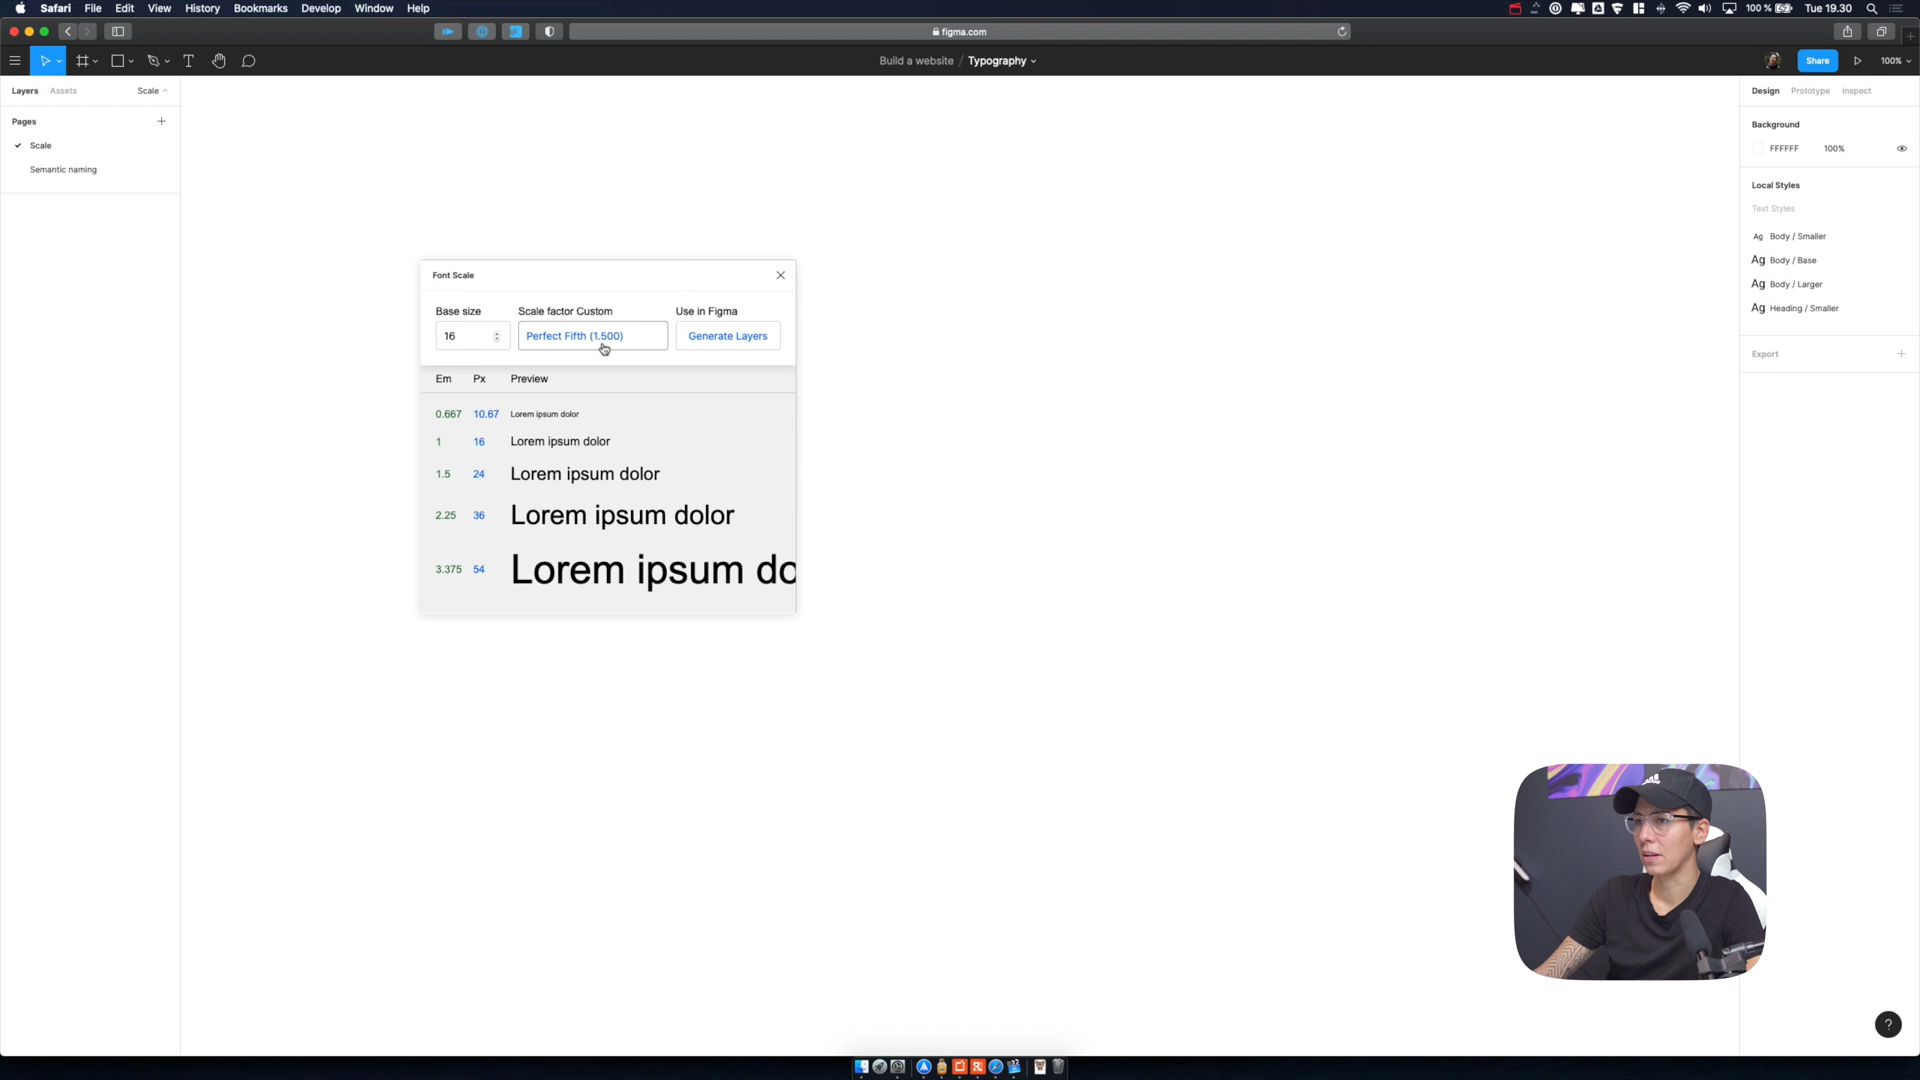 Safari File Edit View History Bookmarks Develop Window Help 100 % Tue 19.30
figma.com
Build a website / Typography Share 100%
Layers Assets Scale Design Prototype Inspect
Pages
Scale
Semantic naming
Background
FFFFFF 100%
Local Styles
Text Styles
Ag Body / Smaller
Ag Body / Base
Ag Body / Larger
Ag Heading / Smaller
Export
Font Scale
Base size Scale factor Custom Use in Figma
16 Perfect Fifth (1.500) Generate Layers
Em Px Preview
0.667 10.67 Lorem ipsum dolor
1 16 Lorem ipsum dolor
1.5 24 Lorem ipsum dolor
2.25 36 Lorem ipsum dolor
3.375 54 Lorem ipsum do
?